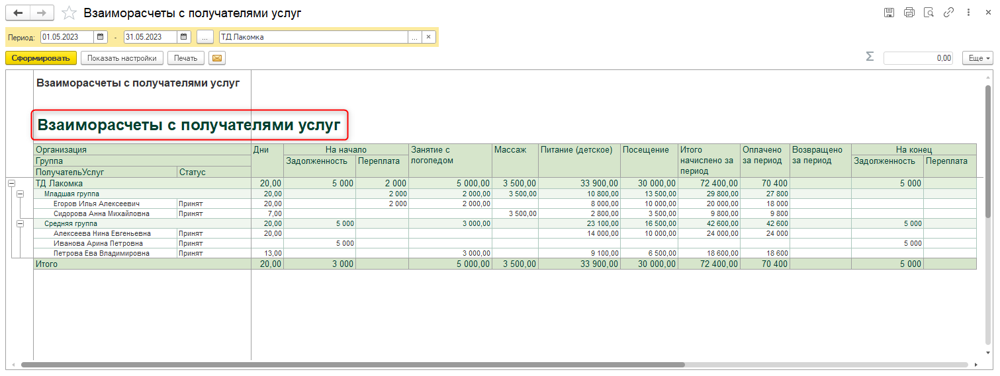 Взаиморасчеты с получателями услуг
Период: 01.05.2023 - 31.05.2023 ... ТД Лакомка ... ×
Сформировать Показать настройки Печать Σ 0,00 Еще
Взаиморасчеты с получателями услуг
Взаиморасчеты с получателями услуг
Организация Дни На начало Занятие с логопедом Массаж Питание (детское) Посещение Итого начислено за период Оплачено за период Возвращено за период На конец
Группа Задолженность Переплата Задолженность Переплата
ПолучательУслуг Статус
ТД Лакомка 20,00 5 000 2 000 5 000,00 3 500,00 33 900,00 30 000,00 72 400,00 70 400 5 000
Младшая группа 20,00 2 000 2 000,00 3 500,00 10 800,00 13 500,00 29 800,00 27 800
Егоров Илья Алексеевич Принят 20,00 2 000 2 000,00 8 000,00 10 000,00 20 000,00 18 000
Сидорова Анна Михайловна Принят 7,00 3 500,00 2 800,00 3 500,00 9 800,00 9 800
Средняя группа 20,00 5 000 3 000,00 23 100,00 16 500,00 42 600,00 42 600 5 000
Алексеева Нина Евгеньевна Принят 20,00 14 000,00 10 000,00 24 000,00 24 000
Иванова Арина Петровна Принят 5 000 5 000
Петрова Ева Владимировна Принят 13,00 3 000,00 9 100,00 6 500,00 18 600,00 18 600
Итого 20,00 3 000 5 000,00 3 500,00 33 900,00 30 000,00 72 400,00 70 400 5 000